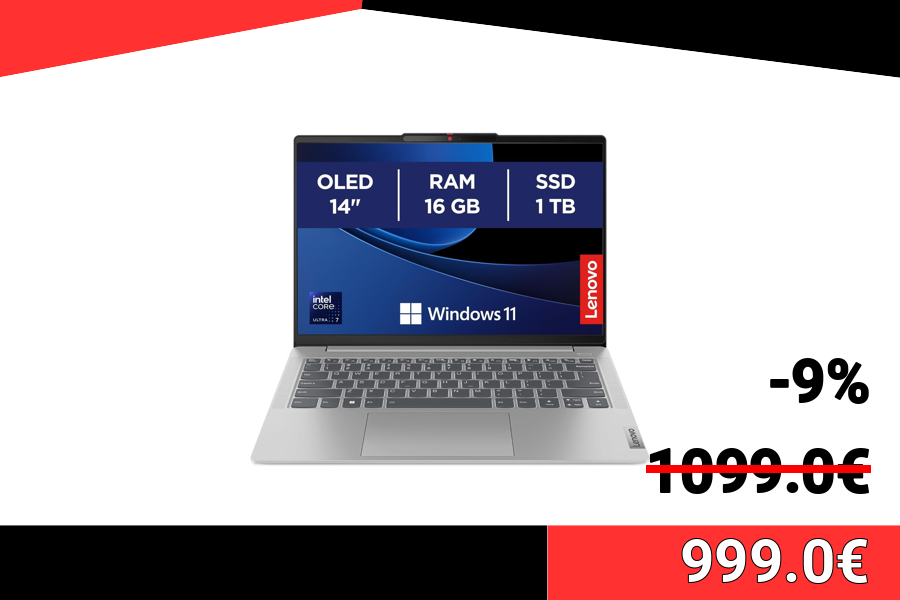 OLED
14"
RAM
16 GB
SSD
1 TB
Lenovo
intel
CORE
ULTRA 7
Windows 11
Lenovo
-9%
1099.0€
999.0€